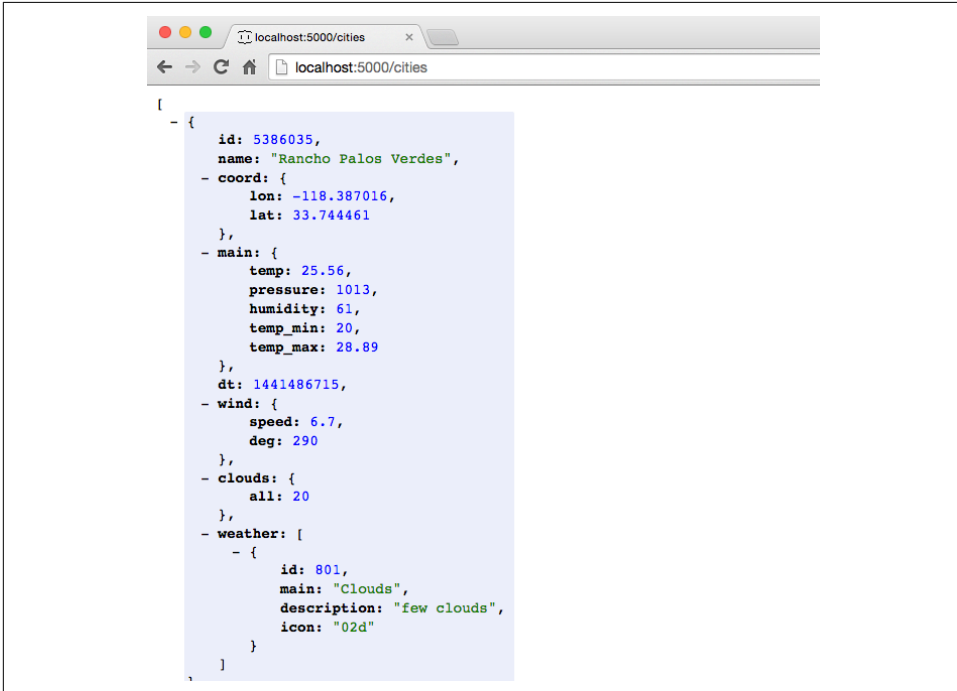 localhost:5000/cities
localhost:5000/cities
[
- {
id: 5386035,
name: "Rancho Palos Verdes",
- coord: {
lon: -118.387016,
lat: 33.744461
},
- main: {
temp: 25.56,
pressure: 1013,
humidity: 61,
temp_min: 20,
temp_max: 28.89
},
dt: 1441486715,
- wind: {
speed: 6.7,
deg: 290
},
- clouds: {
all: 20
},
- weather: [
- {
id: 801,
main: "Clouds",
description: "few clouds",
icon: "02d"
}
]
}